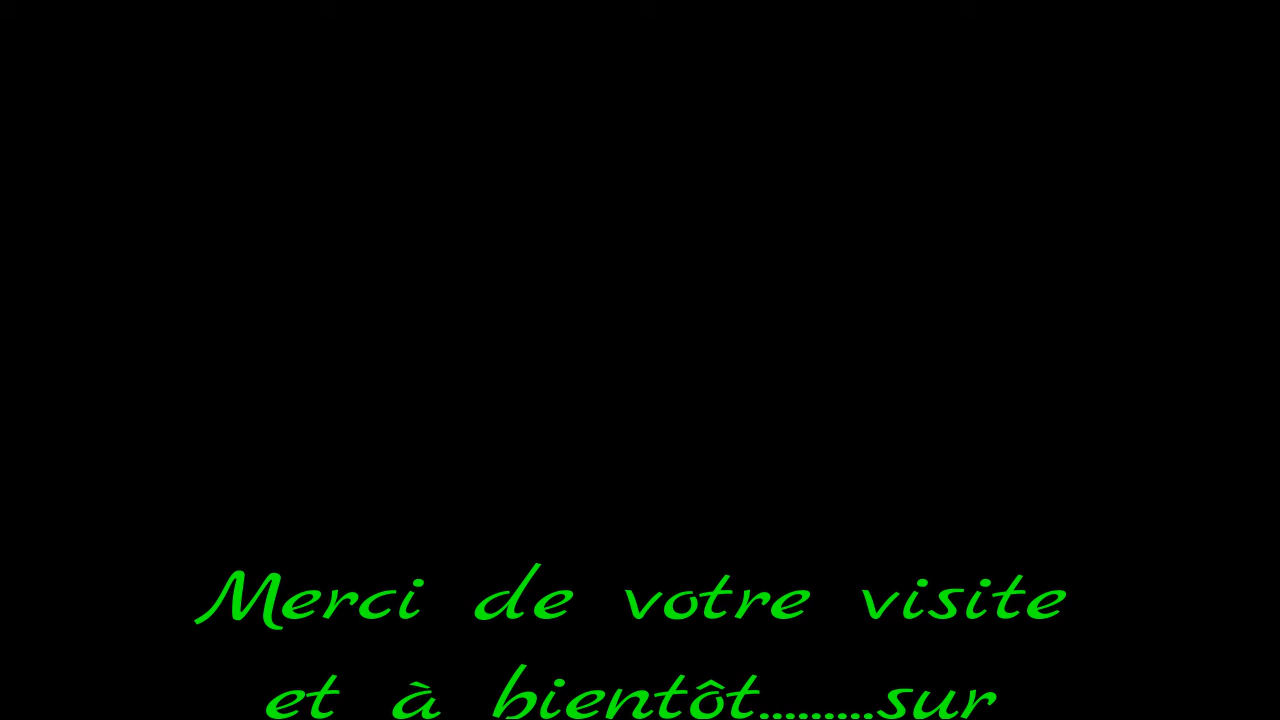 Merci de votre visite
et à bientôt.........sur